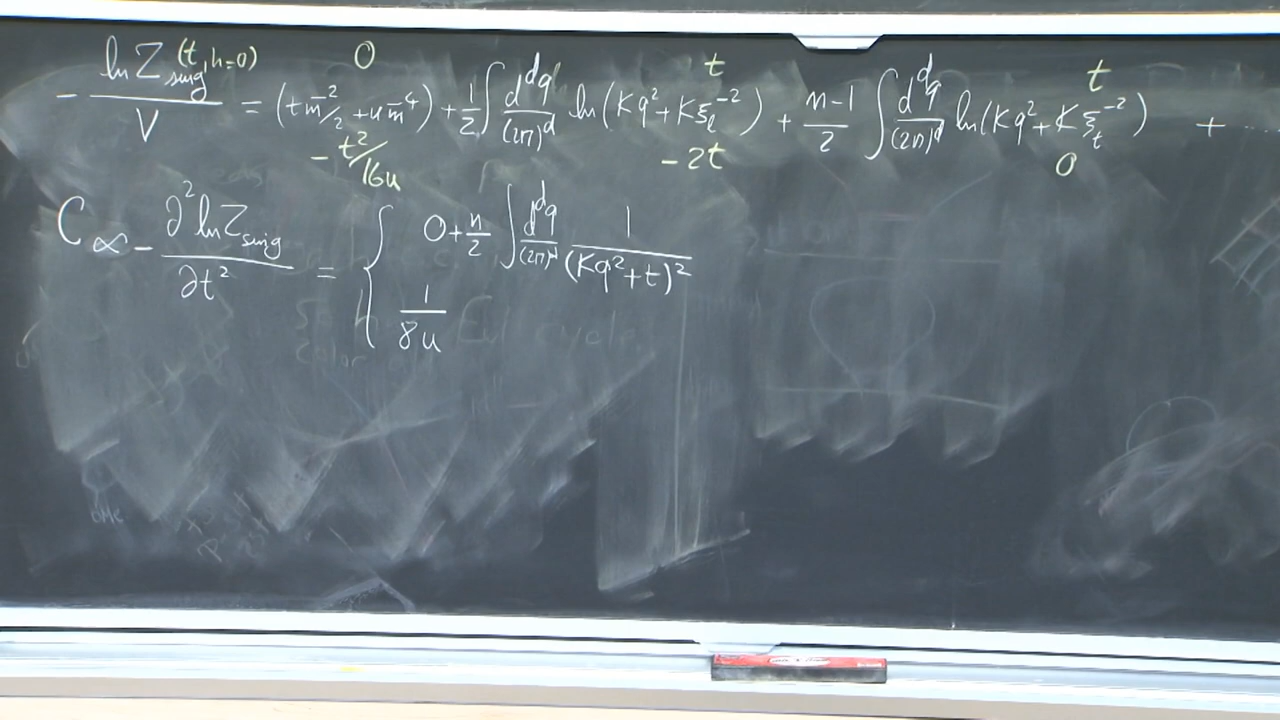 0 t t
- ln Z_sing(t, h=0) / V = (t m̄²/2 + u m̄⁴) + 1/2 ∫ d^dq/(2π)^d ln(Kq² + Kξ_ℓ^-2) + n-1/2 ∫ d^dq/(2π)^d ln(Kq² + Kξ_t^-2) + ...
- t²/16u - 2t 0
C ∝ - ∂² ln Z_sing / ∂t² = { 0 + n/2 ∫ d^dq/(2π)^d 1/(Kq² + t)²
1/8u